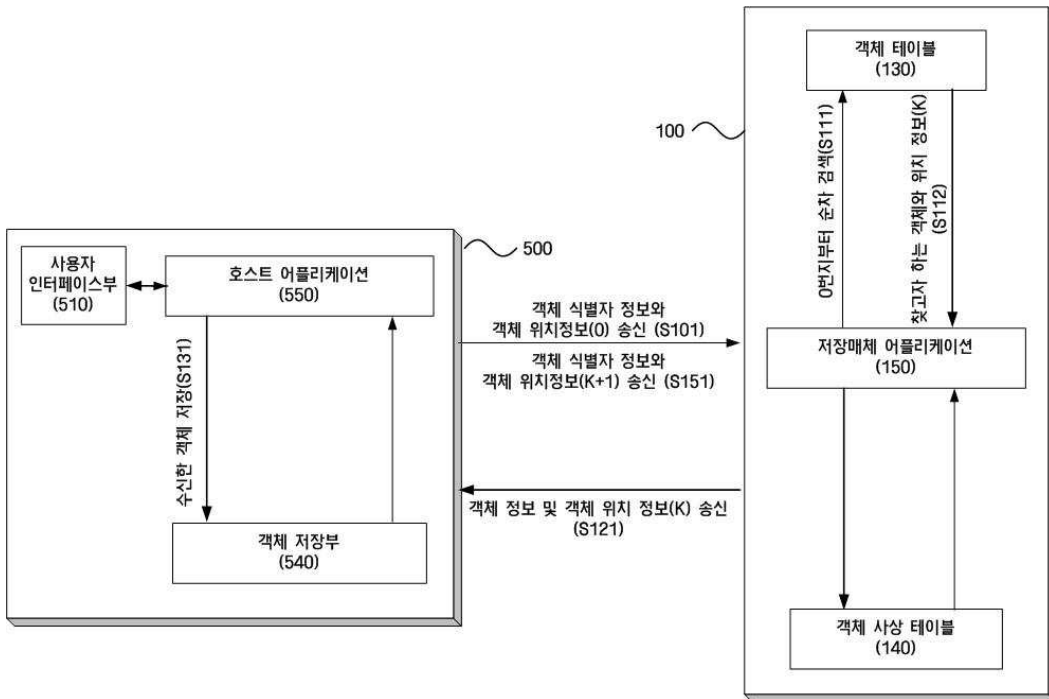 객체 테이블
(130)
100
0번지부터 순차 검색(S111)
찾고자 하는 객체와 위치 정보(K)
(S112)
500
사용자
인터페이스부
(510)
호스트 어플리케이션
(550)
객체 식별자 정보와
객체 위치정보(0) 송신 (S101)
객체 식별자 정보와
객체 위치정보(K+1) 송신 (S151)
저장매체 어플리케이션
(150)
수신한 객체 저장(S131)
객체 정보 및 객체 위치 정보(K) 송신
(S121)
객체 저장부
(540)
객체 사상 테이블
(140)